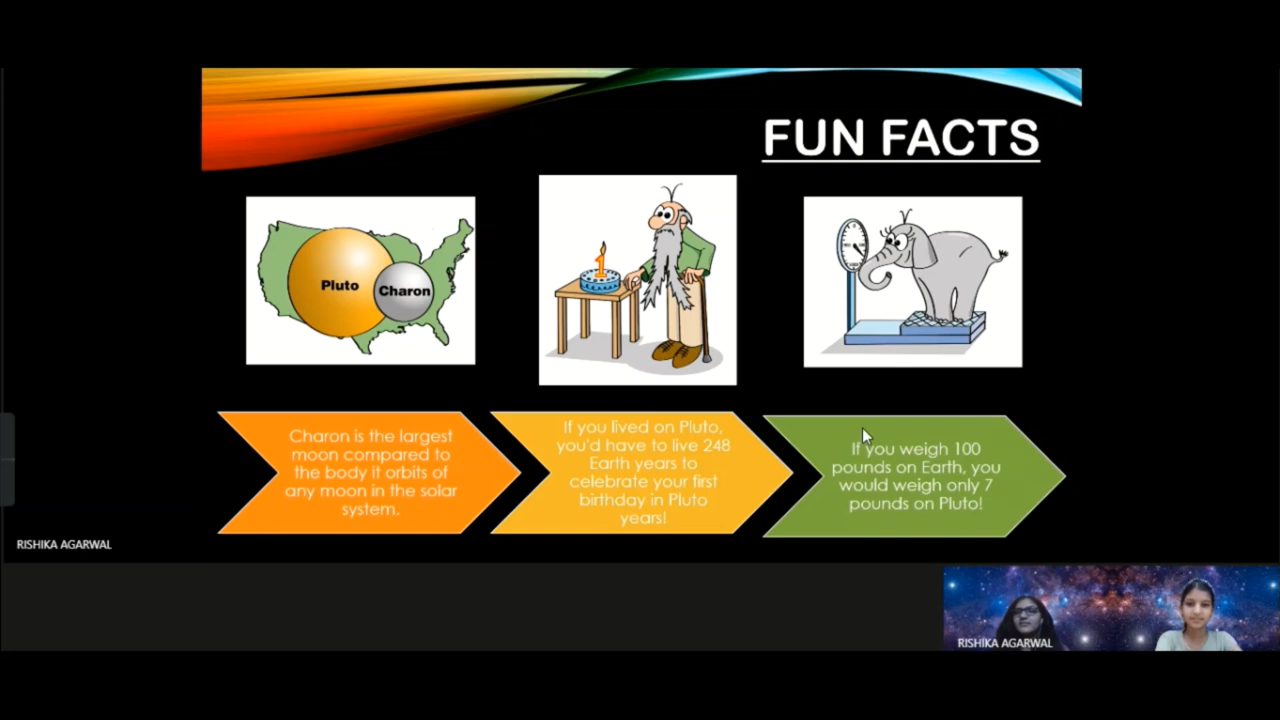 FUN FACTS
Pluto
Charon
1
Charon is the largest
moon compared to
the body it orbits of
any moon in the solar
system.
If you lived on Pluto,
you'd have to live 248
Earth years to
celebrate your first
birthday in Pluto
years!
If you weigh 100
pounds on Earth, you
would weigh only 7
pounds on Pluto!
RISHIKA AGARWAL
RISHIKA AGARWAL